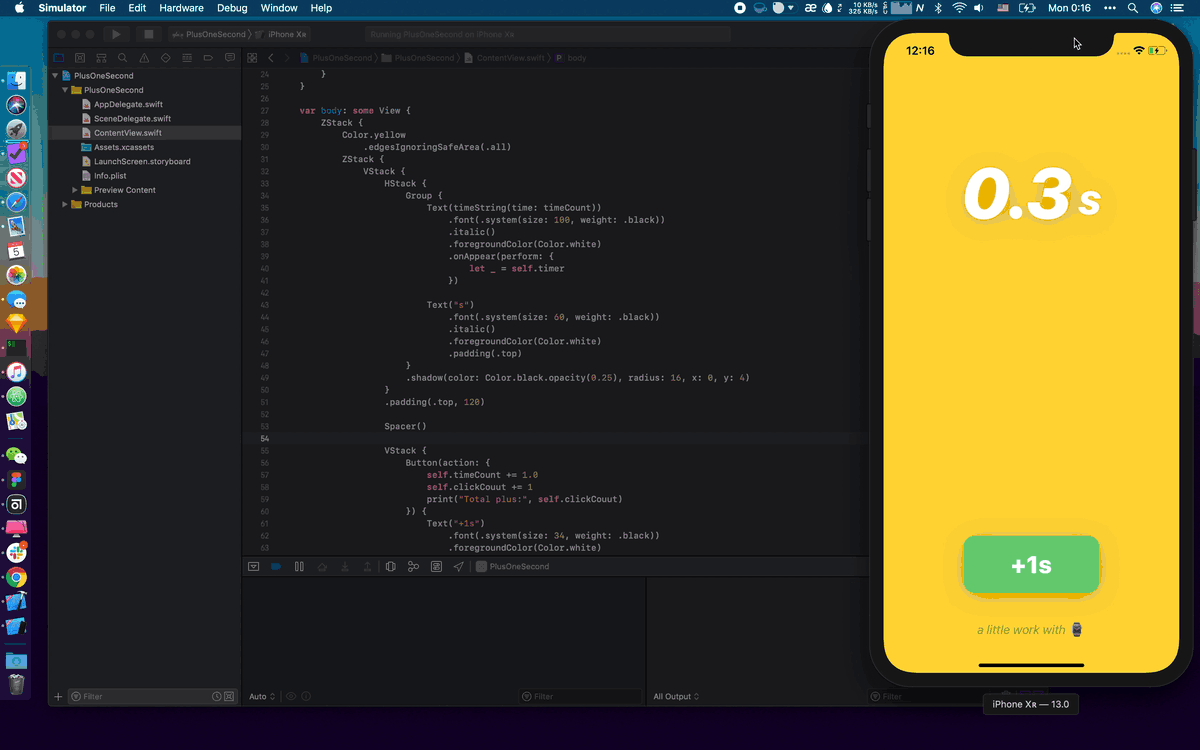 Simulator File Edit Hardware Debug Window Help
10 KB/s
325 KB/s
Mon 0:16
PlusOneSecond iPhone Xʀ
Running PlusOneSecond on iPhone Xʀ
PlusOneSecond PlusOneSecond ContentView.swift P body
PlusOneSecond
PlusOneSecond
AppDelegate.swift
SceneDelegate.swift
ContentView.swift
Assets.xcassets
LaunchScreen.storyboard
Info.plist
Preview Content
Products
24 }
25 }
26
27 var body: some View {
28 ZStack {
29 Color.yellow
30 .edgesIgnoringSafeArea(.all)
31 ZStack {
32 VStack {
33 HStack {
34 Group {
35 Text(timeString(time: timeCount))
36 .font(.system(size: 100, weight: .black))
37 .italic()
38 .foregroundColor(Color.white)
39 .onAppear(perform: {
40 let _ = self.timer
41 })
42
43 Text("s")
44 .font(.system(size: 60, weight: .black))
45 .italic()
46 .foregroundColor(Color.white)
47 .padding(.top)
48 }
49 .shadow(color: Color.black.opacity(0.25), radius: 16, x: 0, y: 4)
50 }
51 .padding(.top, 120)
52
53 Spacer()
54
55 VStack {
56 Button(action: {
57 self.timeCount += 1.0
58 self.clickCouut += 1
59 print("Total plus:", self.clickCouut)
60 }) {
61 Text("+1s")
62 .font(.system(size: 34, weight: .black))
63 .foregroundColor(Color.white)
PlusOneSecond
Filter
Auto
Filter
All Output
Filter
12:16
0.3 s
+1s
a little work with
iPhone Xʀ — 13.0